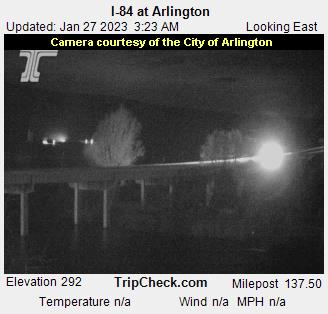 I-84 at Arlington
Updated: Jan 27 2023 3:23 AM Looking East
Camera courtesy of the City of Arlington
Elevation 292 TripCheck.com Milepost 137.50
Temperature n/a Wind n/a MPH n/a